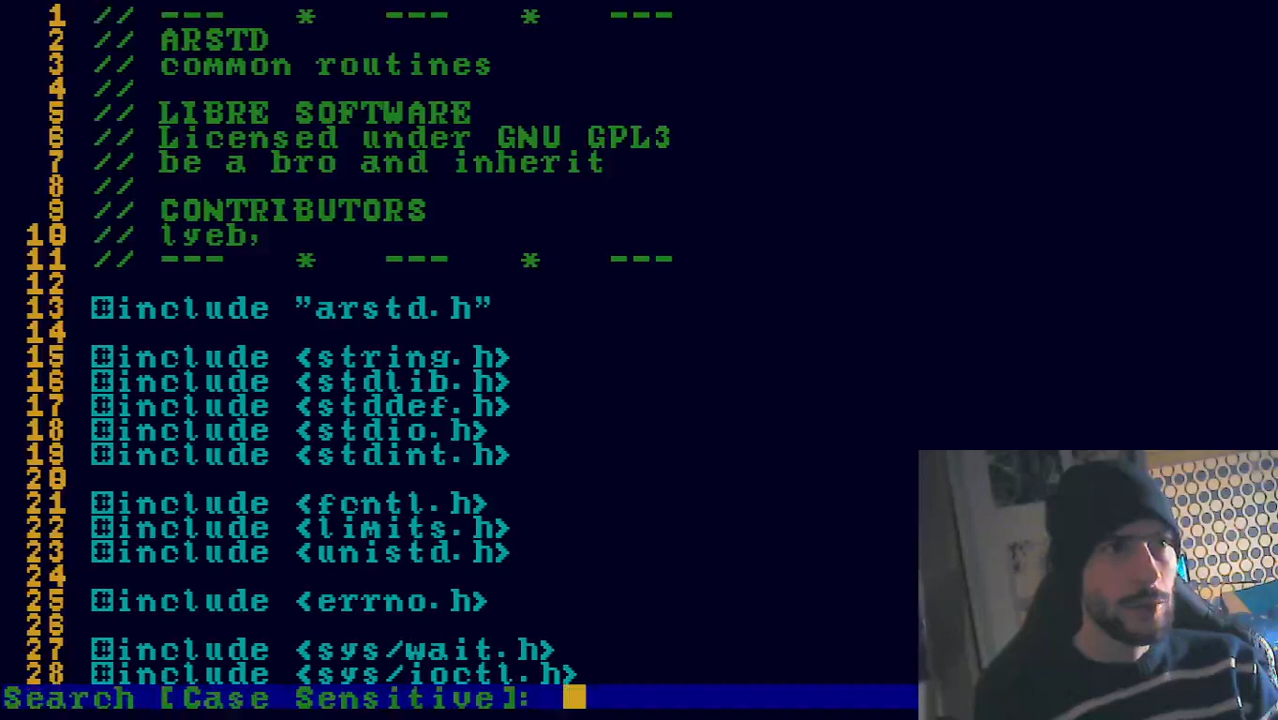 1 // --- * --- * ---
2 // ARSTD
3 // common routines
4 //
5 // LIBRE SOFTWARE
6 // Licensed under GNU GPL3
7 // be a bro and inherit
8 //
9 // CONTRIBUTORS
10 // lyeb,
11 // --- * --- * ---
12
13 #include "arstd.h"
14
15 #include <string.h>
16 #include <stdlib.h>
17 #include <stddef.h>
18 #include <stdio.h>
19 #include <stdint.h>
20
21 #include <fcntl.h>
22 #include <limits.h>
23 #include <unistd.h>
24
25 #include <errno.h>
26
27 #include <sys/wait.h>
28 #include <sys/ioctl.h>
Search [Case Sensitive]: